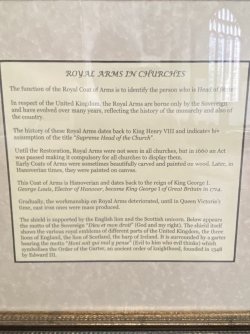 ROYAL ARMS IN CHURCHES
The function of the Royal Coat of Arms is to identify the person who is Head of State.
In respect of the United Kingdom, the Royal Arms are borne only by the Sovereign
and have evolved over many years, reflecting the history of the monarchy and also of
the country.
The history of these Royal Arms dates back to King Henry VIII and indicates his
assumption of the title "Supreme Head of the Church".
Until the Restoration, Royal Arms were not seen in all churches, but in 1660 an Act
was passed making it compulsory for all churches to display them.
Early Coats of Arms were sometimes beautifully carved and painted on wood. Later, in
Hanoverian times, they were painted on canvas.
This Coat of Arms is Hanoverian and dates back to the reign of King George I.
George Louis, Elector of Hanover, became King George I of Great Britain in 1714.
Gradually, the workmanship on Royal Arms deteriorated, until in Queen Victoria's
time, cast iron ones were mass produced.
The shield is supported by the English lion and the Scottish unicorn. Below appears
the motto of the Sovereign "Dieu et mon droit" (God and my right). The shield itself
shows the various royal emblems of different parts of the United Kingdom, the three
lions of England, the lion of Scotland, the harp of Ireland. It is surrounded by a garter
bearing the motto "Honi soit qui mal y pense" (Evil to him who evil thinks) which
symbolises the Order of the Garter, an ancient order of knighthood, founded in 1348
by Edward III.